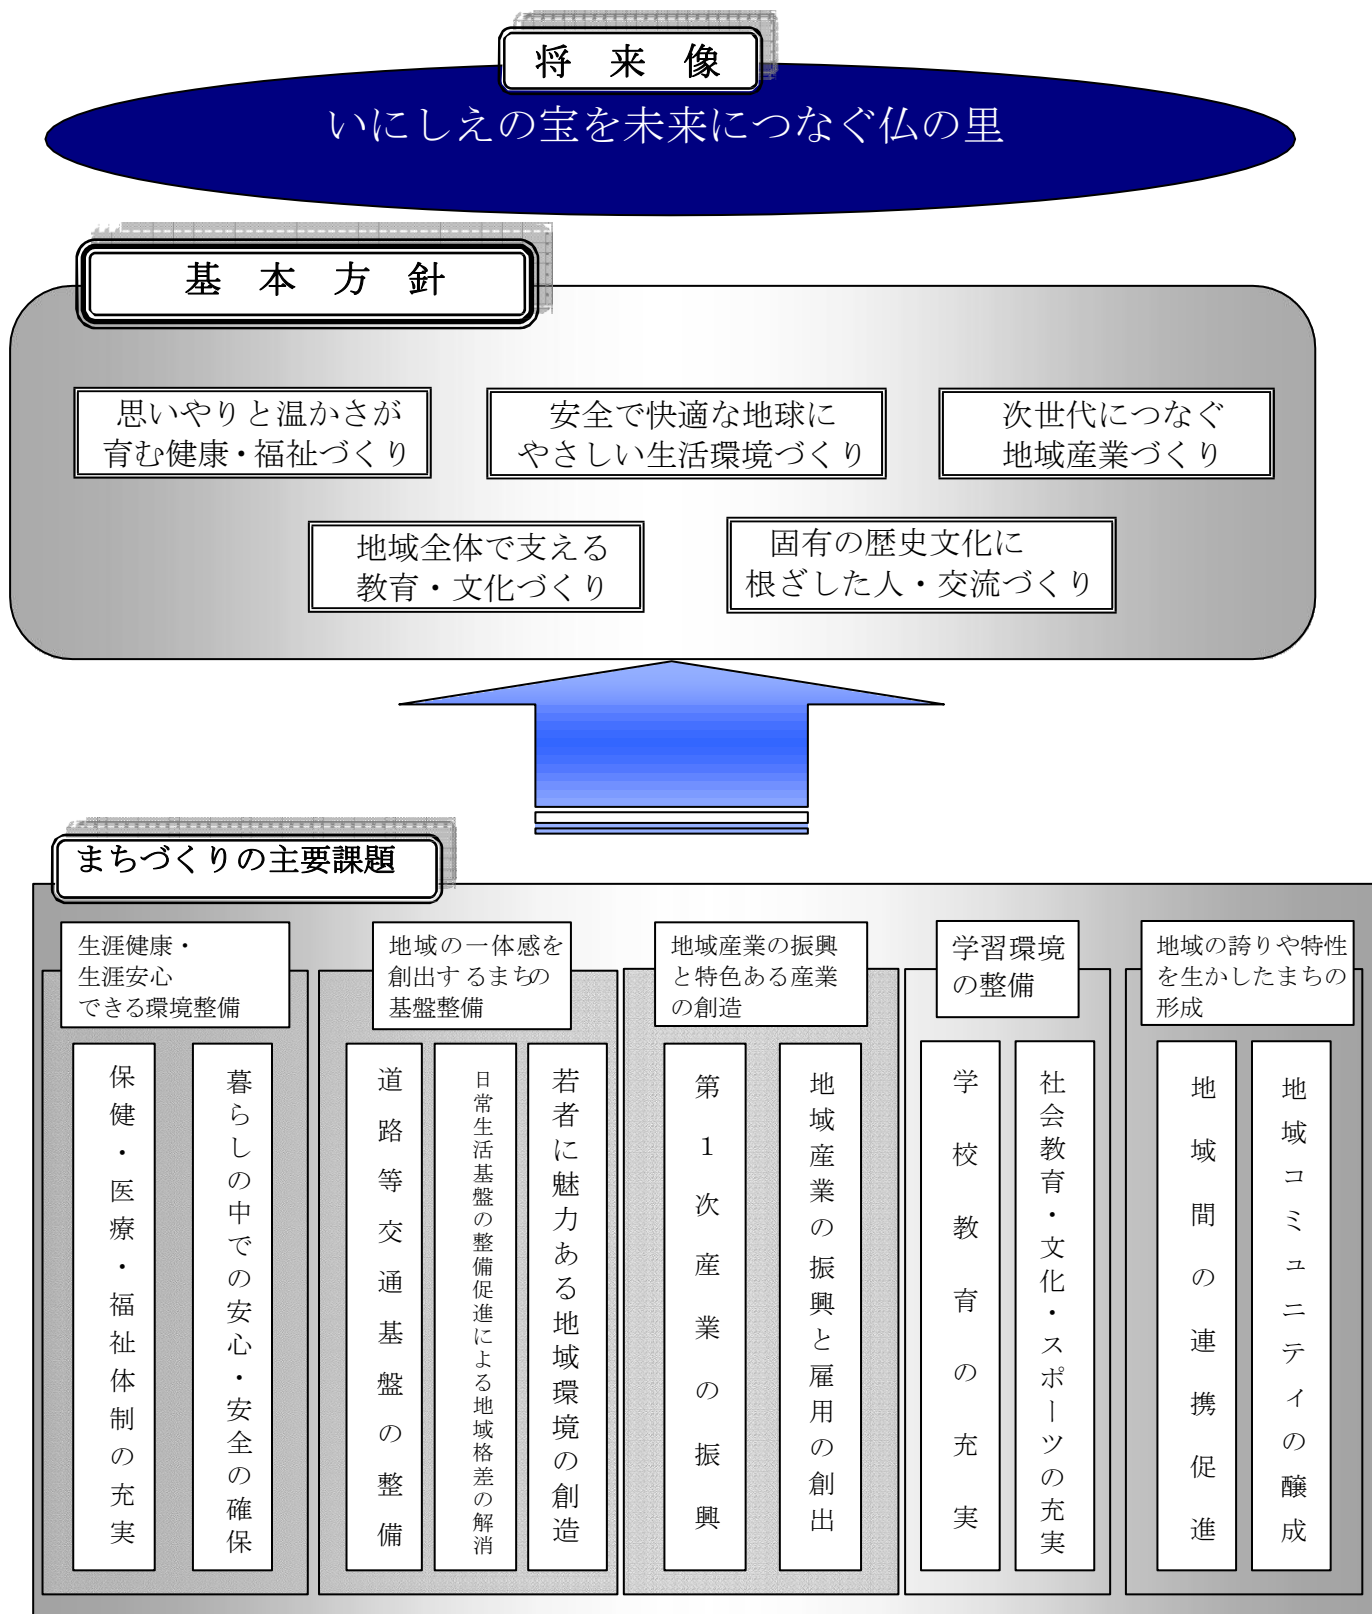 将来像
いにしえの宝を未来につなぐ仏の里
基本方針
思いやりと温かさが
育む健康・福祉づくり
安全で快適な地球に
やさしい生活環境づくり
次世代につなぐ
地域産業づくり
地域全体で支える
教育・文化づくり
固有の歴史文化に
根ざした人・交流づくり
まちづくりの主要課題
生涯健康・
生涯安心
できる環境整備
保健・医療・福祉体制の充実
暮らしの中での安心・安全の確保
地域の一体感を
創出するまちの
基盤整備
道路等交通基盤の整備
日常生活基盤の整備促進による地域格差の解消
若者に魅力ある地域環境の創造
地域産業の振興
と特色ある産業
の創造
第1次産業の振興
地域産業の振興と雇用の創出
学習環境
の整備
学校教育の充実
社会教育・文化・スポーツの充実
地域の誇りや特性
を生かしたまちの
形成
地域間の連携促進
地域コミュニティの醸成